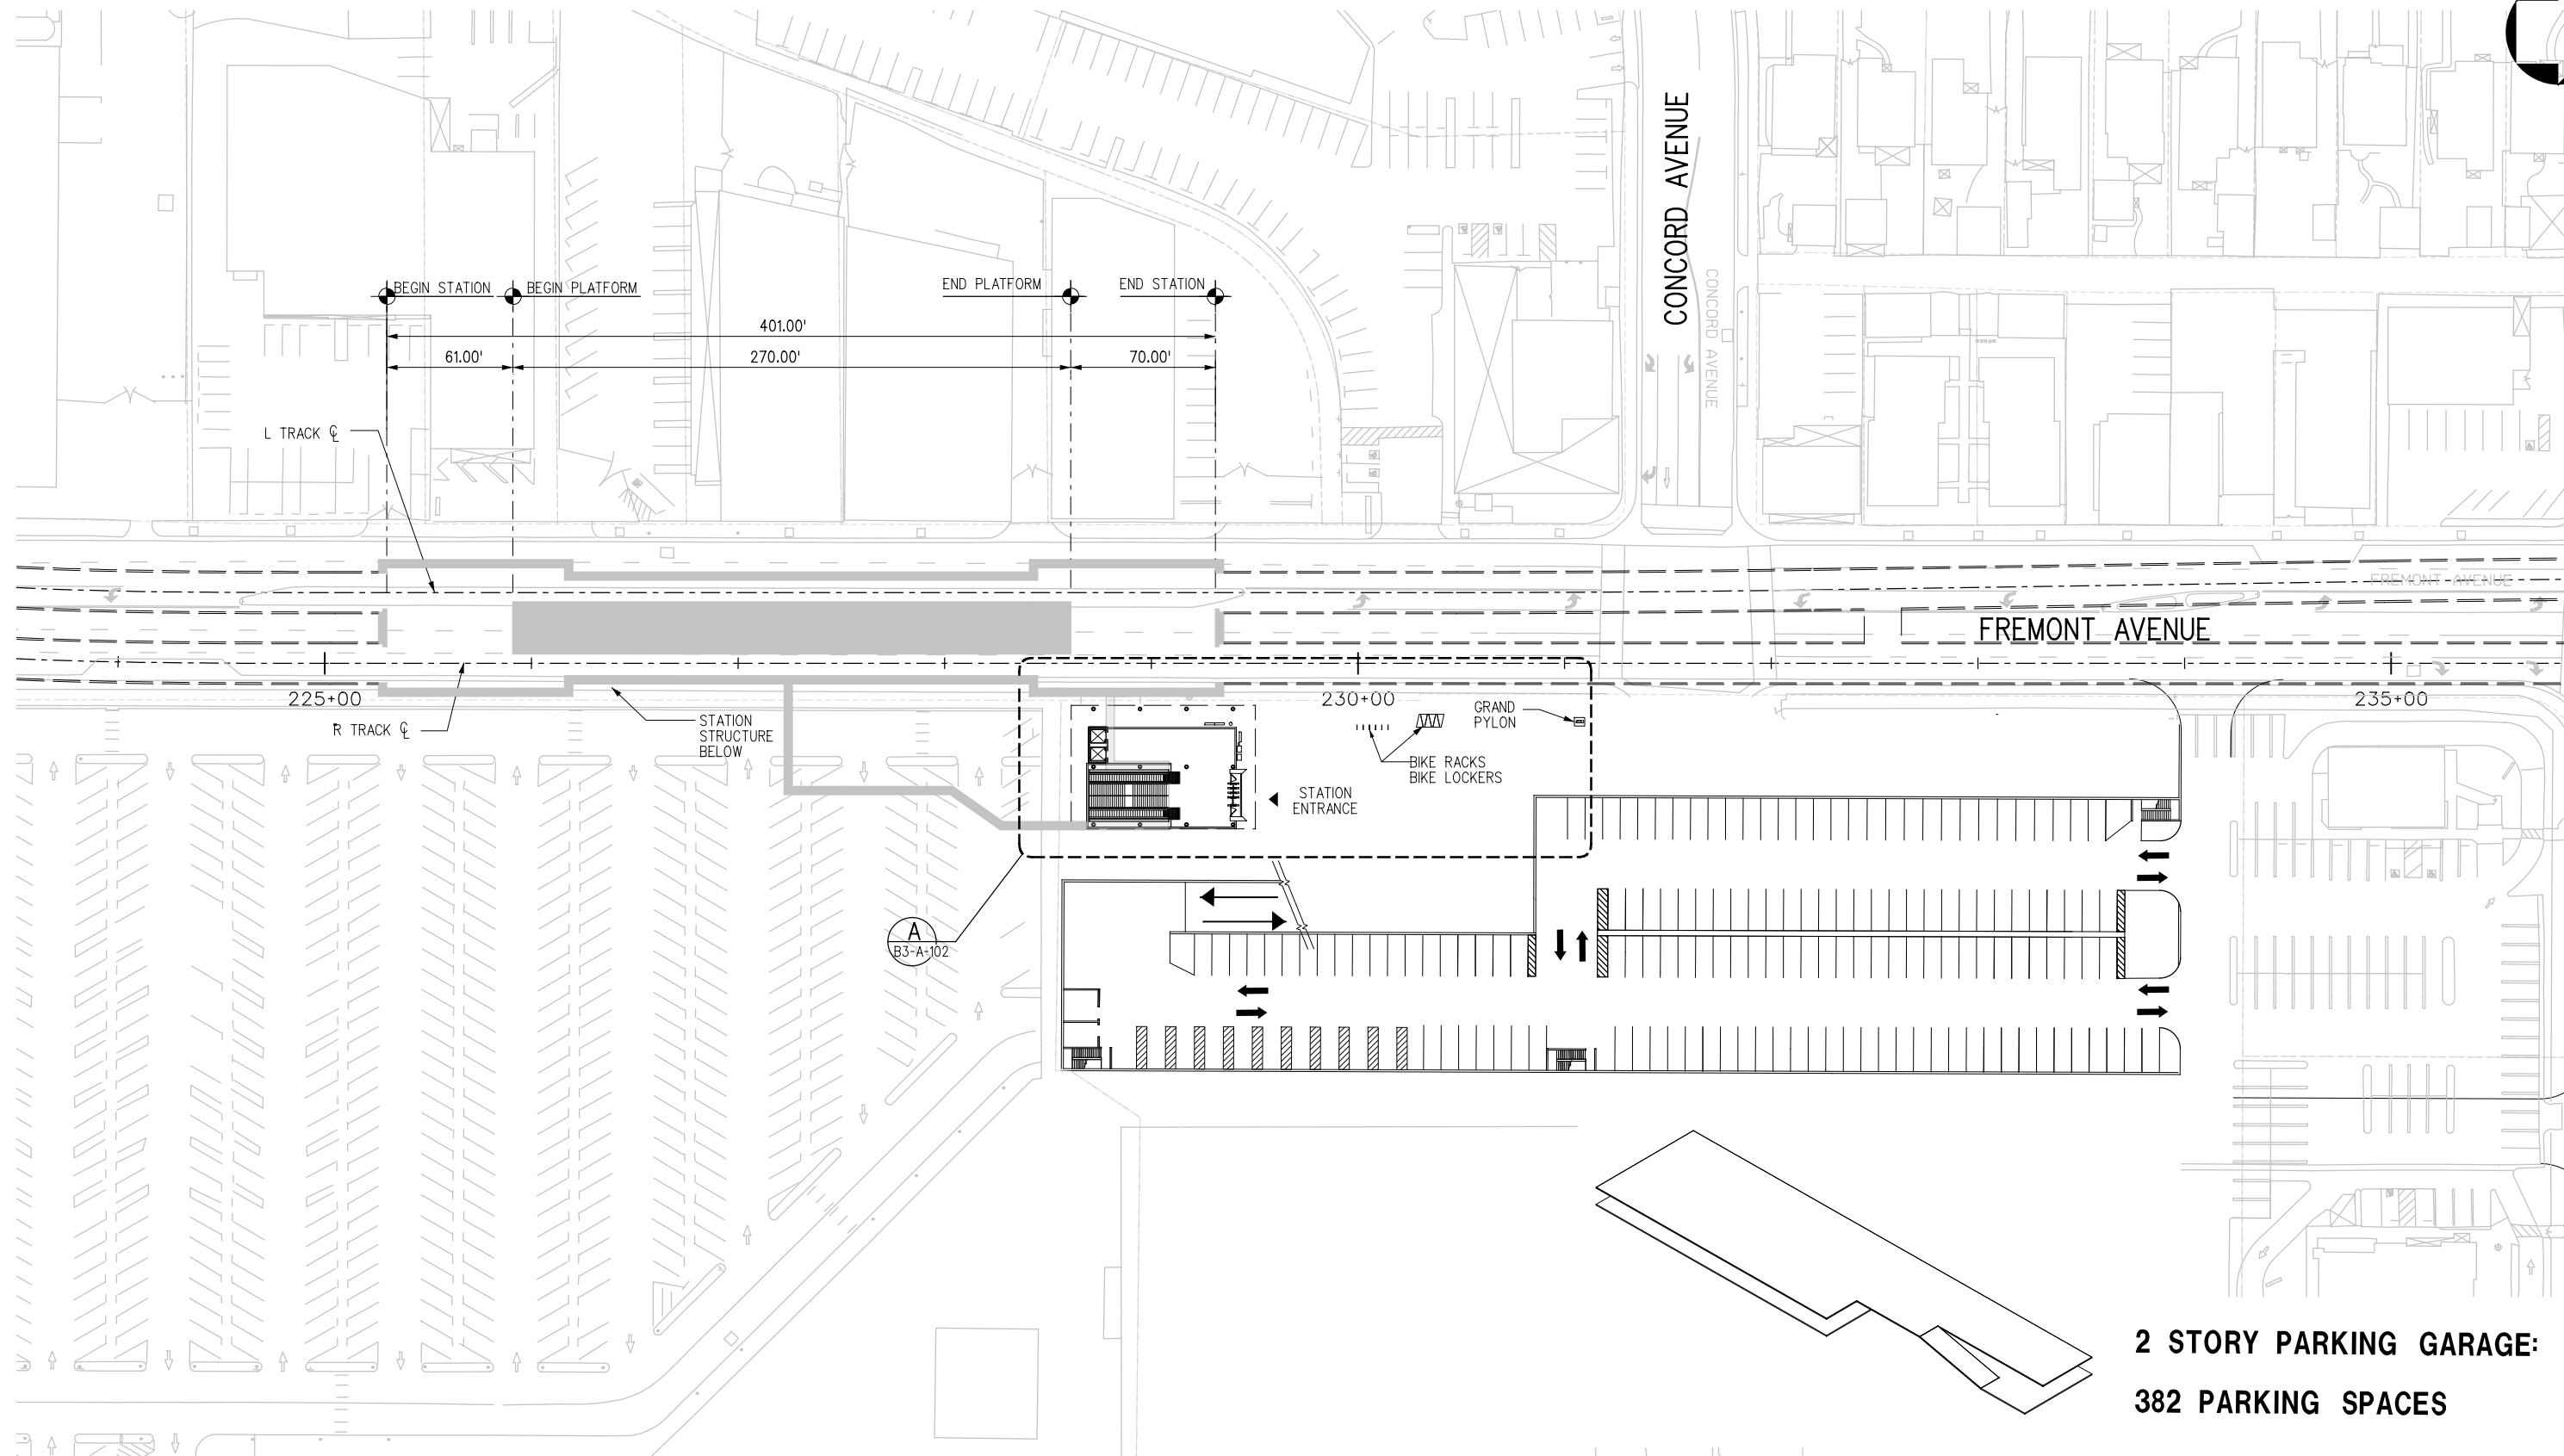 CONCORD AVENUE
CONCORD AVENUE
BEGIN STATION
BEGIN PLATFORM
END PLATFORM
END STATION
401.00'
61.00'
270.00'
70.00'
L TRACK ℄
FREMONT AVENUE
FREMONT AVENUE
225+00
230+00
235+00
R TRACK ℄
STATION
STRUCTURE
BELOW
GRAND
PYLON
BIKE RACKS
BIKE LOCKERS
STATION
ENTRANCE
A
B3-A-102
2 STORY PARKING GARAGE:
382 PARKING SPACES